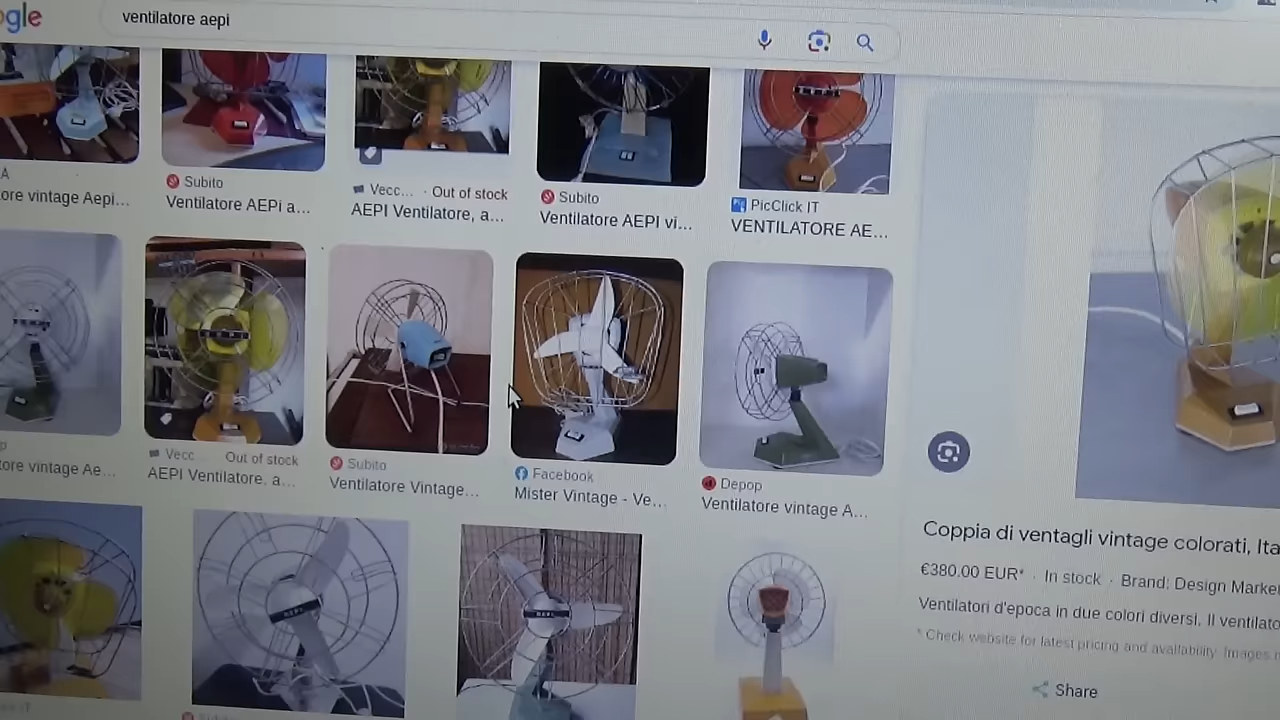 ogle
ventilatore aepi
A
ore vintage Aepi...
Subito
Ventilatore AEPi a...
Vecc... · Out of stock
AEPI Ventilatore, a...
Subito
Ventilatore AEPi vi...
PicClick IT
VENTILATORE AE...
ore vintage Ae...
Vecc
Out of stock
AEPI Ventilatore, a...
Subito
Ventilatore Vintage...
Facebook
Mister Vintage - Ve...
Depop
Ventilatore vintage A...
AEPI
AEPI
Coppia di ventagli vintage colorati, Ita
€380.00 EUR* · In stock · Brand: Design Marke
Ventilatori d'epoca in due colori diversi. Il ventilato
* Check website for latest pricing and availability. Images
Share